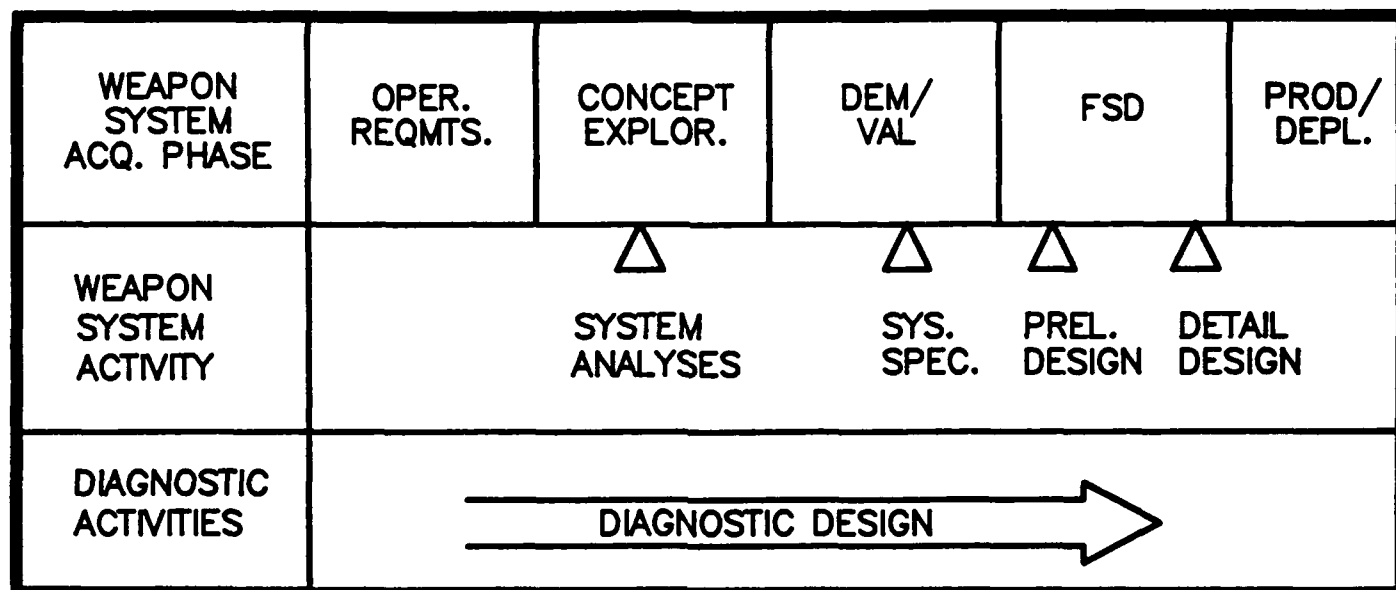 WEAPON
SYSTEM
ACQ. PHASE
OPER.
REQMTS.
CONCEPT
EXPLOR.
DEM/
VAL
FSD
PROD/
DEPL.
WEAPON
SYSTEM
ACTIVITY
SYSTEM
ANALYSES
SYS.
SPEC.
PREL.
DESIGN
DETAIL
DESIGN
DIAGNOSTIC
ACTIVITIES
DIAGNOSTIC DESIGN